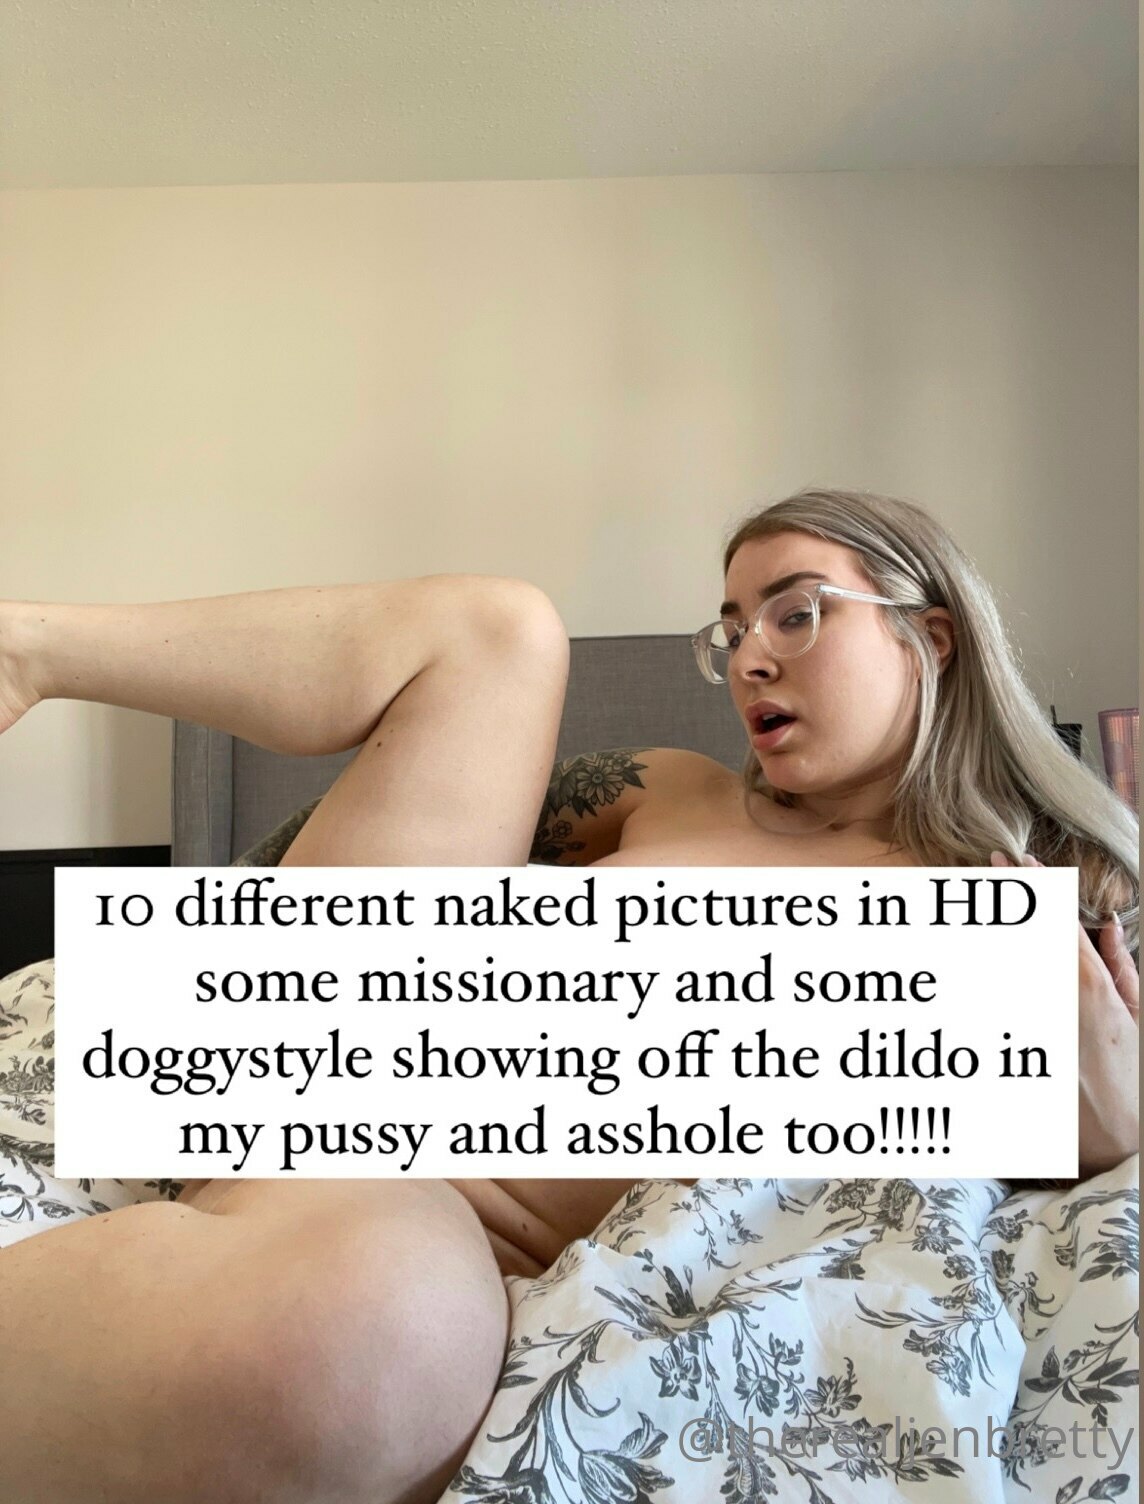 10 different naked pictures in HD
some missionary and some
doggystyle showing off the dildo in
my pussy and asshole too!!!!!
@therealjenbretty